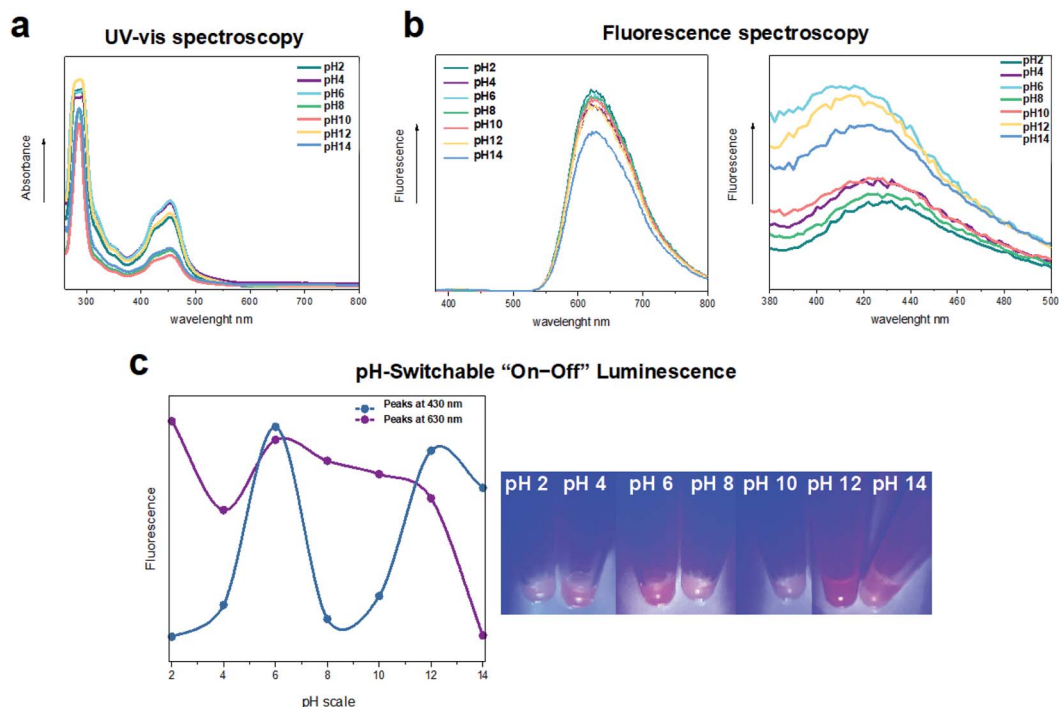 a
UV-vis spectroscopy
pH2
pH4
pH6
pH8
pH10
pH12
pH14
Absorbance
300 400 500 600 700 800
wavelenght nm
b
Fluorescence spectroscopy
pH2
pH4
pH6
pH8
pH10
pH12
pH14
Fluorescence
400 500 600 700 800
wavelenght nm
pH2
pH4
pH6
pH8
pH10
pH12
pH14
Fluorescence
380 400 420 440 460 480 500
wavelenght nm
c
pH-Switchable “On−Off” Luminescence
Peaks at 430 nm
Peaks at 630 nm
Fluorescence
2 4 6 8 10 12 14
pH scale
pH 2 pH 4 pH 6 pH 8 pH 10 pH 12 pH 14